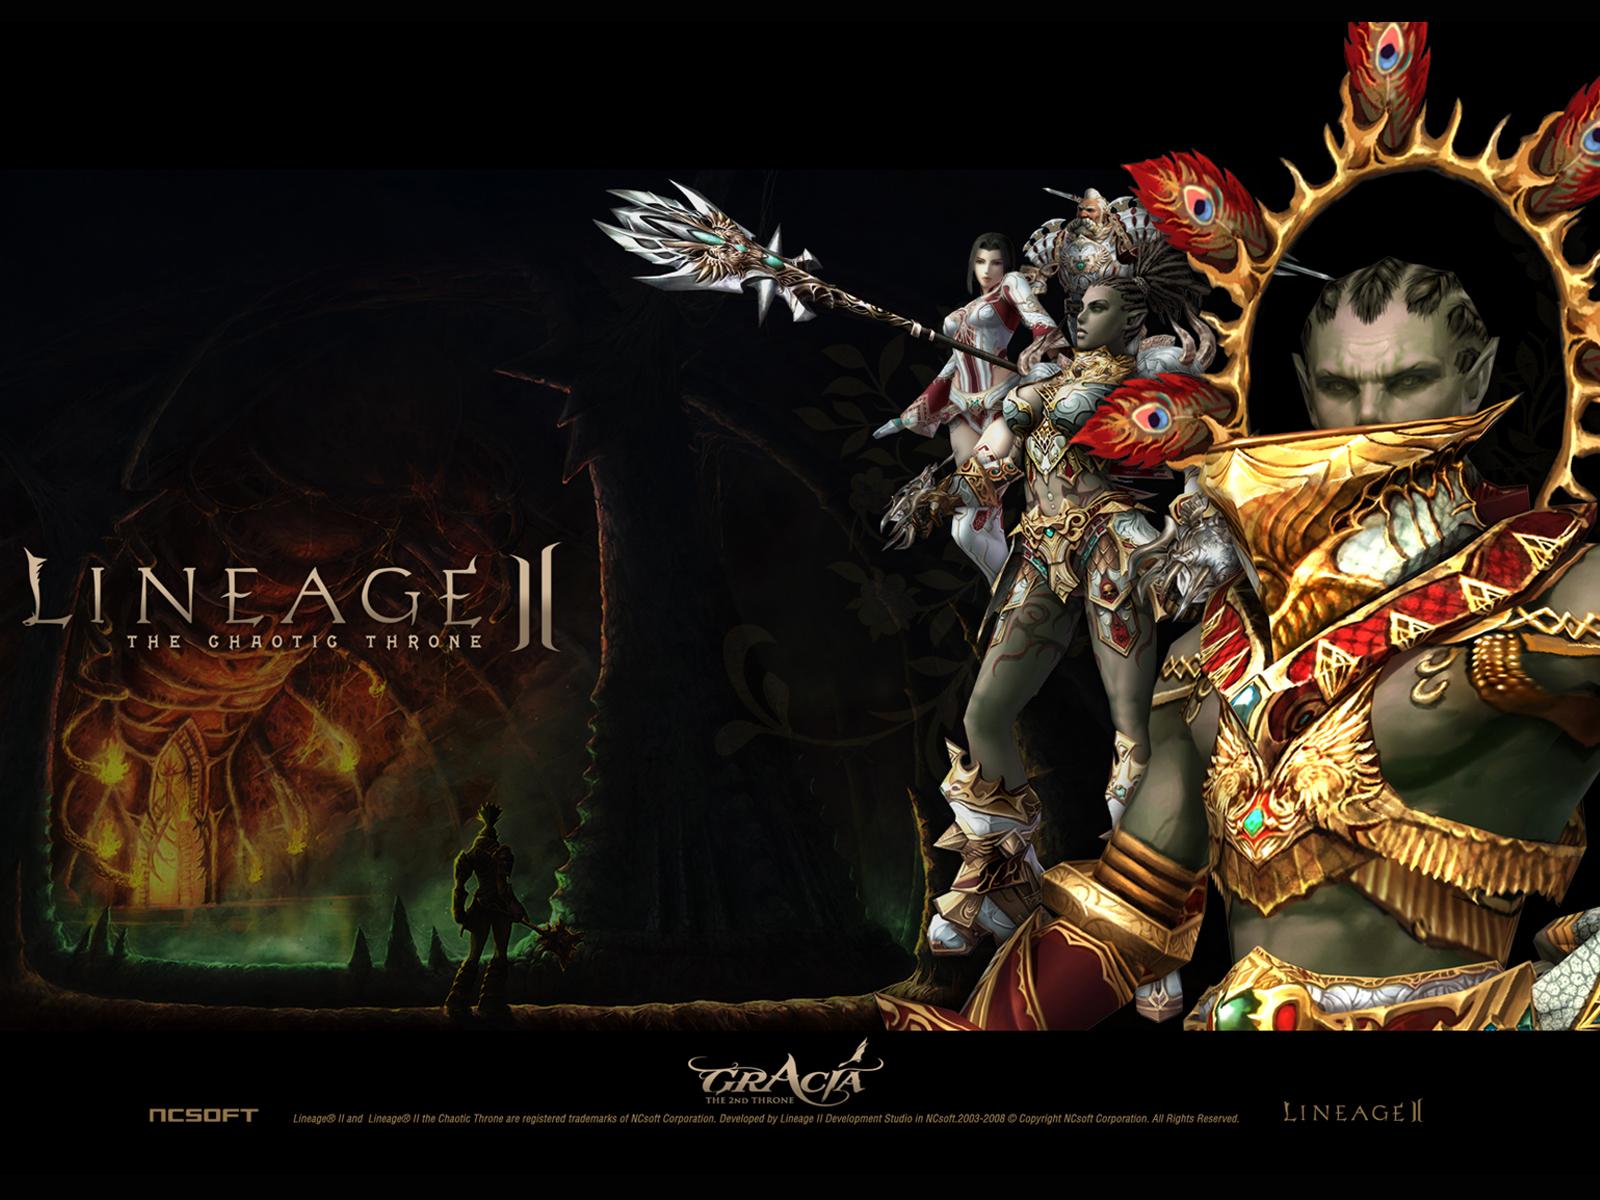 LINEAGE II
THE CHAOTIC THRONE
GRACIA
THE 2ND THRONE
NCSOFT
Lineage® II and Lineage® II the Chaotic Throne are registered trademarks of NCsoft Corporation. Developed by Lineage II Development Studio in NCsoft.2003-2008 © Copyright NCsoft Corporation. All Rights Reserved.
LINEAGE II